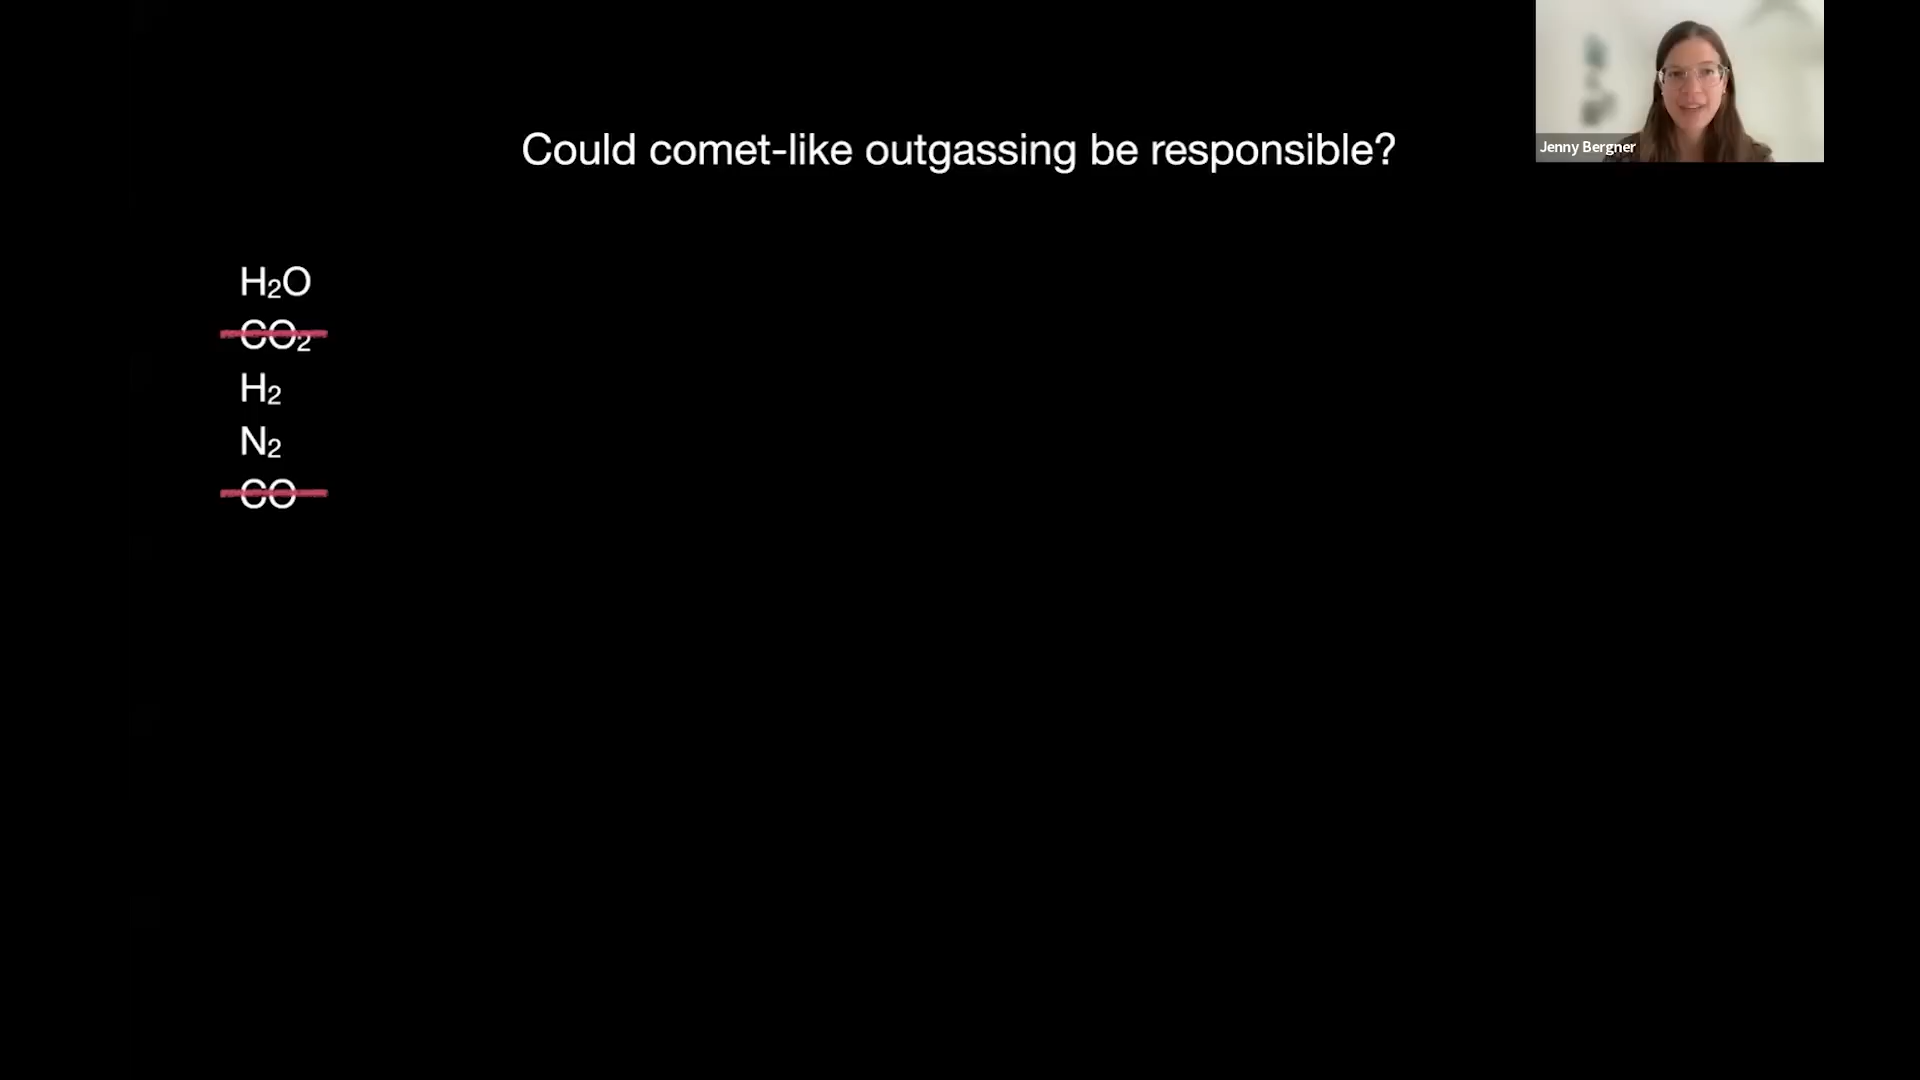 Jenny Bergner
Could comet-like outgassing be responsible?
H₂O
CO₂
H₂
N₂
CO